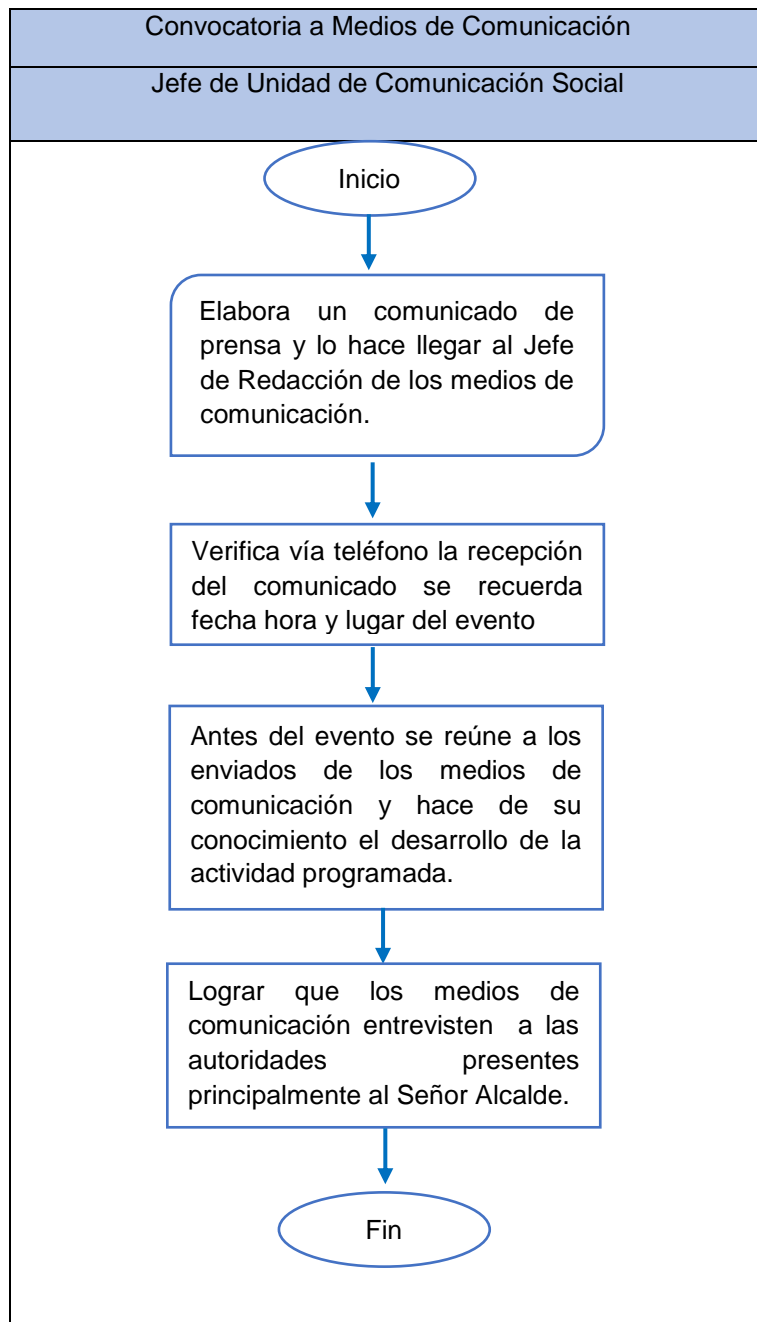 Convocatoria a Medios de Comunicación
Jefe de Unidad de Comunicación Social
Inicio
Elabora un comunicado de
prensa y lo hace llegar al Jefe
de Redacción de los medios de
comunicación.
Verifica vía teléfono la recepción
del comunicado se recuerda
fecha hora y lugar del evento
Antes del evento se reúne a los
enviados de los medios de
comunicación y hace de su
conocimiento el desarrollo de la
actividad programada.
Lograr que los medios de
comunicación entrevisten a las
autoridades presentes
principalmente al Señor Alcalde.
Fin